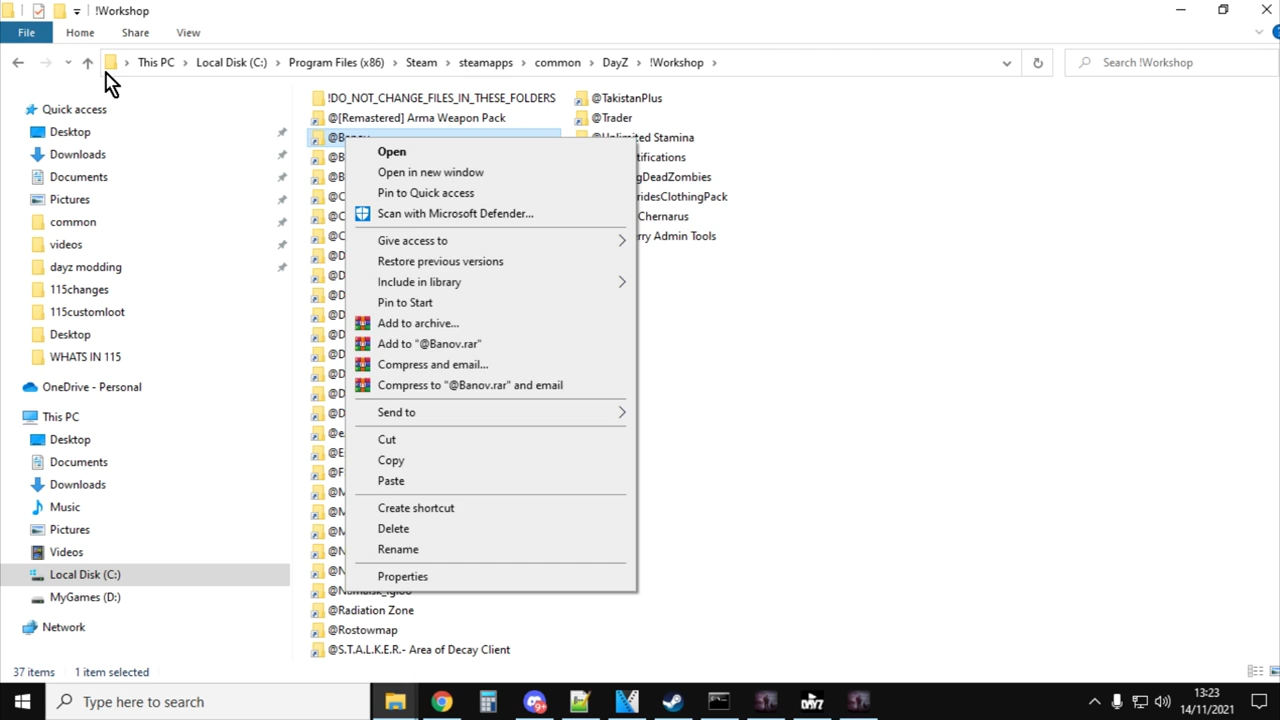 !Workshop
File
Home
Share
View
This PC
Local Disk (C:)
Program Files (x86)
Steam
steamapps
common
DayZ
!Workshop
Search !Workshop
Quick access
Desktop
Downloads
Documents
Pictures
common
videos
dayz modding
115changes
115customloot
Desktop
WHATS IN 115
OneDrive - Personal
This PC
Desktop
Documents
Downloads
Music
Pictures
Videos
Local Disk (C:)
MyGames (D:)
Network
!DO_NOT_CHANGE_FILES_IN_THESE_FOLDERS
@[Remastered] Arma Weapon Pack
@Banov
@B
@B
@C
@C
@C
@D
@D
@D
@D
@D
@D
@D
@D
@D
@e
@E
@F
@M
@M
@M
@N
@N
@Radiation Zone
@Rostowmap
@S.T.A.L.K.E.R.- Area of Decay Client
@TakistanPlus
@Trader
@Unlimited Stamina
tifications
gDeadZombies
ridesClothingPack
Chernarus
rry Admin Tools
Open
Open in new window
Pin to Quick access
Scan with Microsoft Defender...
Give access to
Restore previous versions
Include in library
Pin to Start
Add to archive...
Add to "@Banov.rar"
Compress and email...
Compress to "@Banov.rar" and email
Send to
Cut
Copy
Paste
Create shortcut
Delete
Rename
Properties
37 items
1 item selected
Type here to search
DAYZ
13:23
14/11/2021